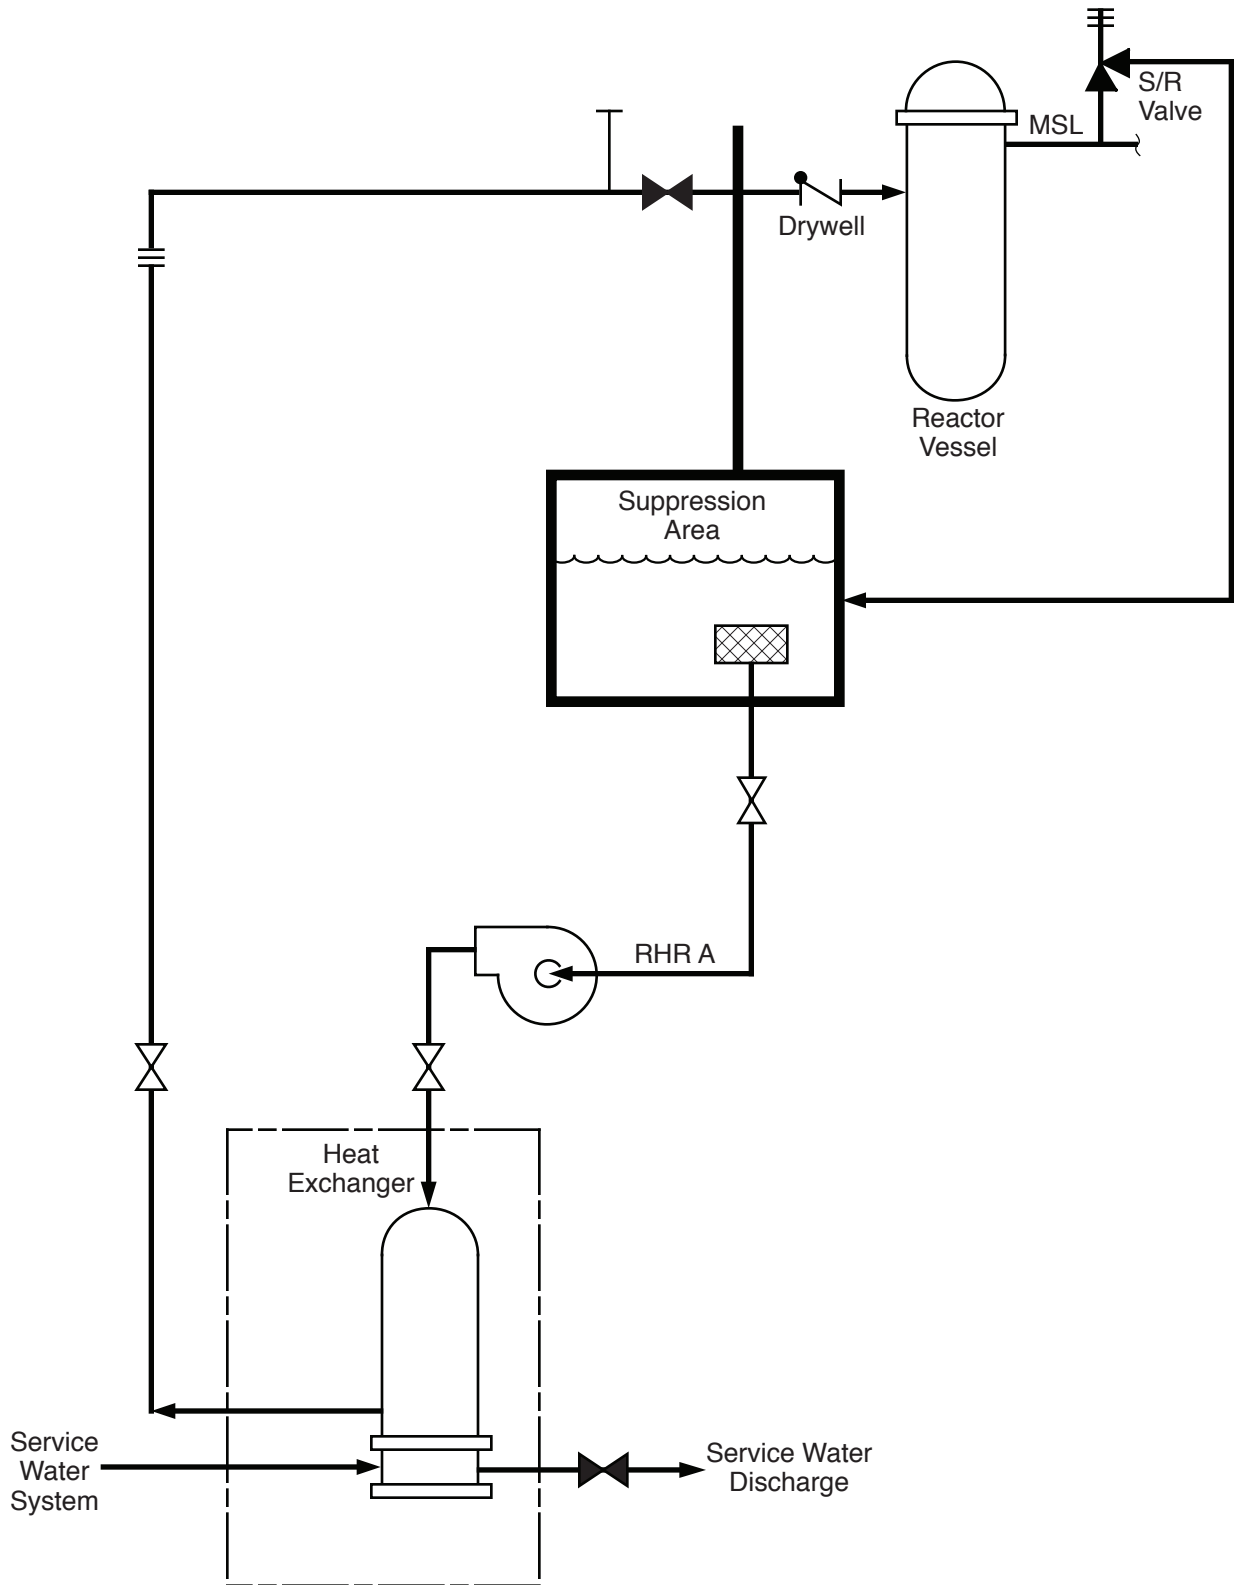 S/R
Valve
MSL
Drywell
Reactor
Vessel
Suppression
Area
RHR A
Heat
Exchanger
Service
Water
System
Service Water
Discharge